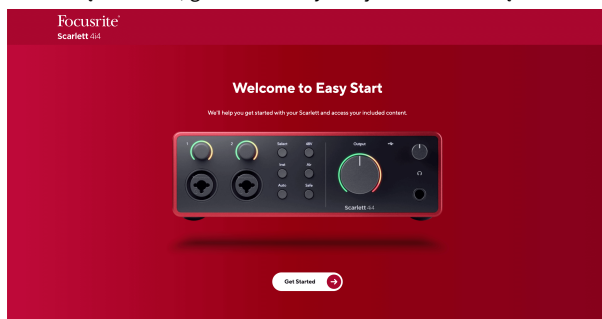 Focusrite®
Scarlett 4i4
Welcome to Easy Start
We'll help you get started with your Scarlett and access your included content.
1
2
Select
48V
Output
Inst
Air
Auto
Safe
Scarlett 4i4
Get Started